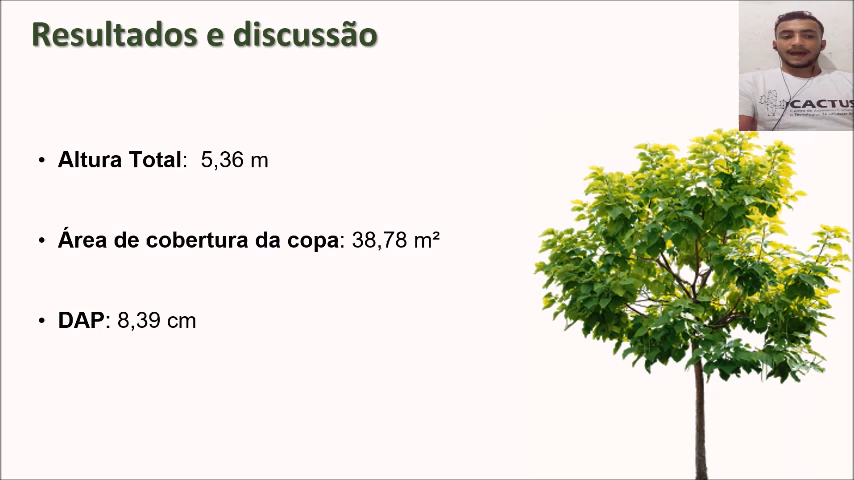 Resultados e discussão
CACTUS
• Altura Total: 5,36 m
• Área de cobertura da copa: 38,78 m²
• DAP: 8,39 cm